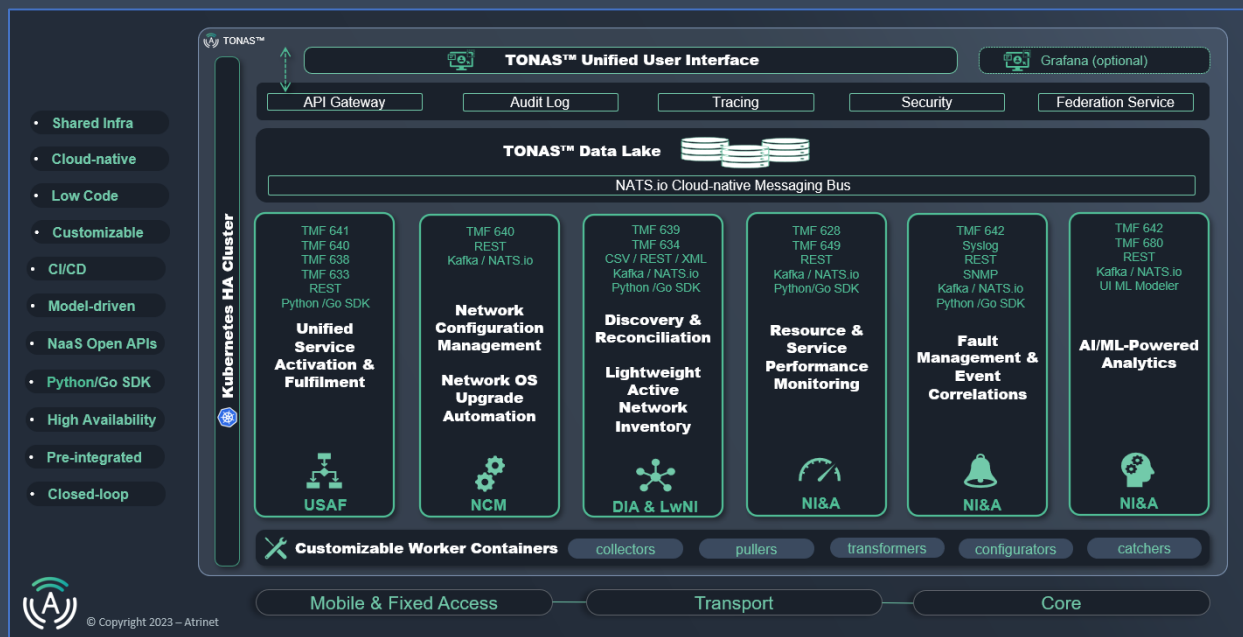 TONAS™
TONAS™ Unified User Interface
Grafana (optional)
API Gateway
Audit Log
Tracing
Security
Federation Service
TONAS™ Data Lake
NATS.io Cloud-native Messaging Bus
Kubernetes HA Cluster
• Shared Infra
• Cloud-native
• Low Code
• Customizable
• CI/CD
• Model-driven
• NaaS Open APIs
• Python/Go SDK
• High Availability
• Pre-integrated
• Closed-loop
TMF 641
TMF 640
TMF 638
TMF 633
REST
Python /Go SDK
Unified
Service
Activation &
Fulfilment
USAF
TMF 640
REST
Kafka / NATS.io
Network
Configuration
Management
Network OS
Upgrade
Automation
NCM
TMF 639
TMF 634
CSV / REST / XML
Kafka / NATS.io
Python /Go SDK
Discovery &
Reconciliation
Lightweight
Active
Network
Inventory
DIA & LwNI
TMF 628
TMF 649
REST
Kafka / NATS.io
Python/Go SDK
Resource &
Service
Performance
Monitoring
NI&A
TMF 642
Syslog
REST
SNMP
Kafka / NATS.io
Python /Go SDK
Fault
Management &
Event
Correlations
NI&A
TMF 642
TMF 680
REST
Kafka / NATS.io
UI ML Modeler
AI/ML-Powered
Analytics
NI&A
Customizable Worker Containers
collectors
pullers
transformers
configurators
catchers
Mobile & Fixed Access
Transport
Core
© Copyright 2023 – Atrinet